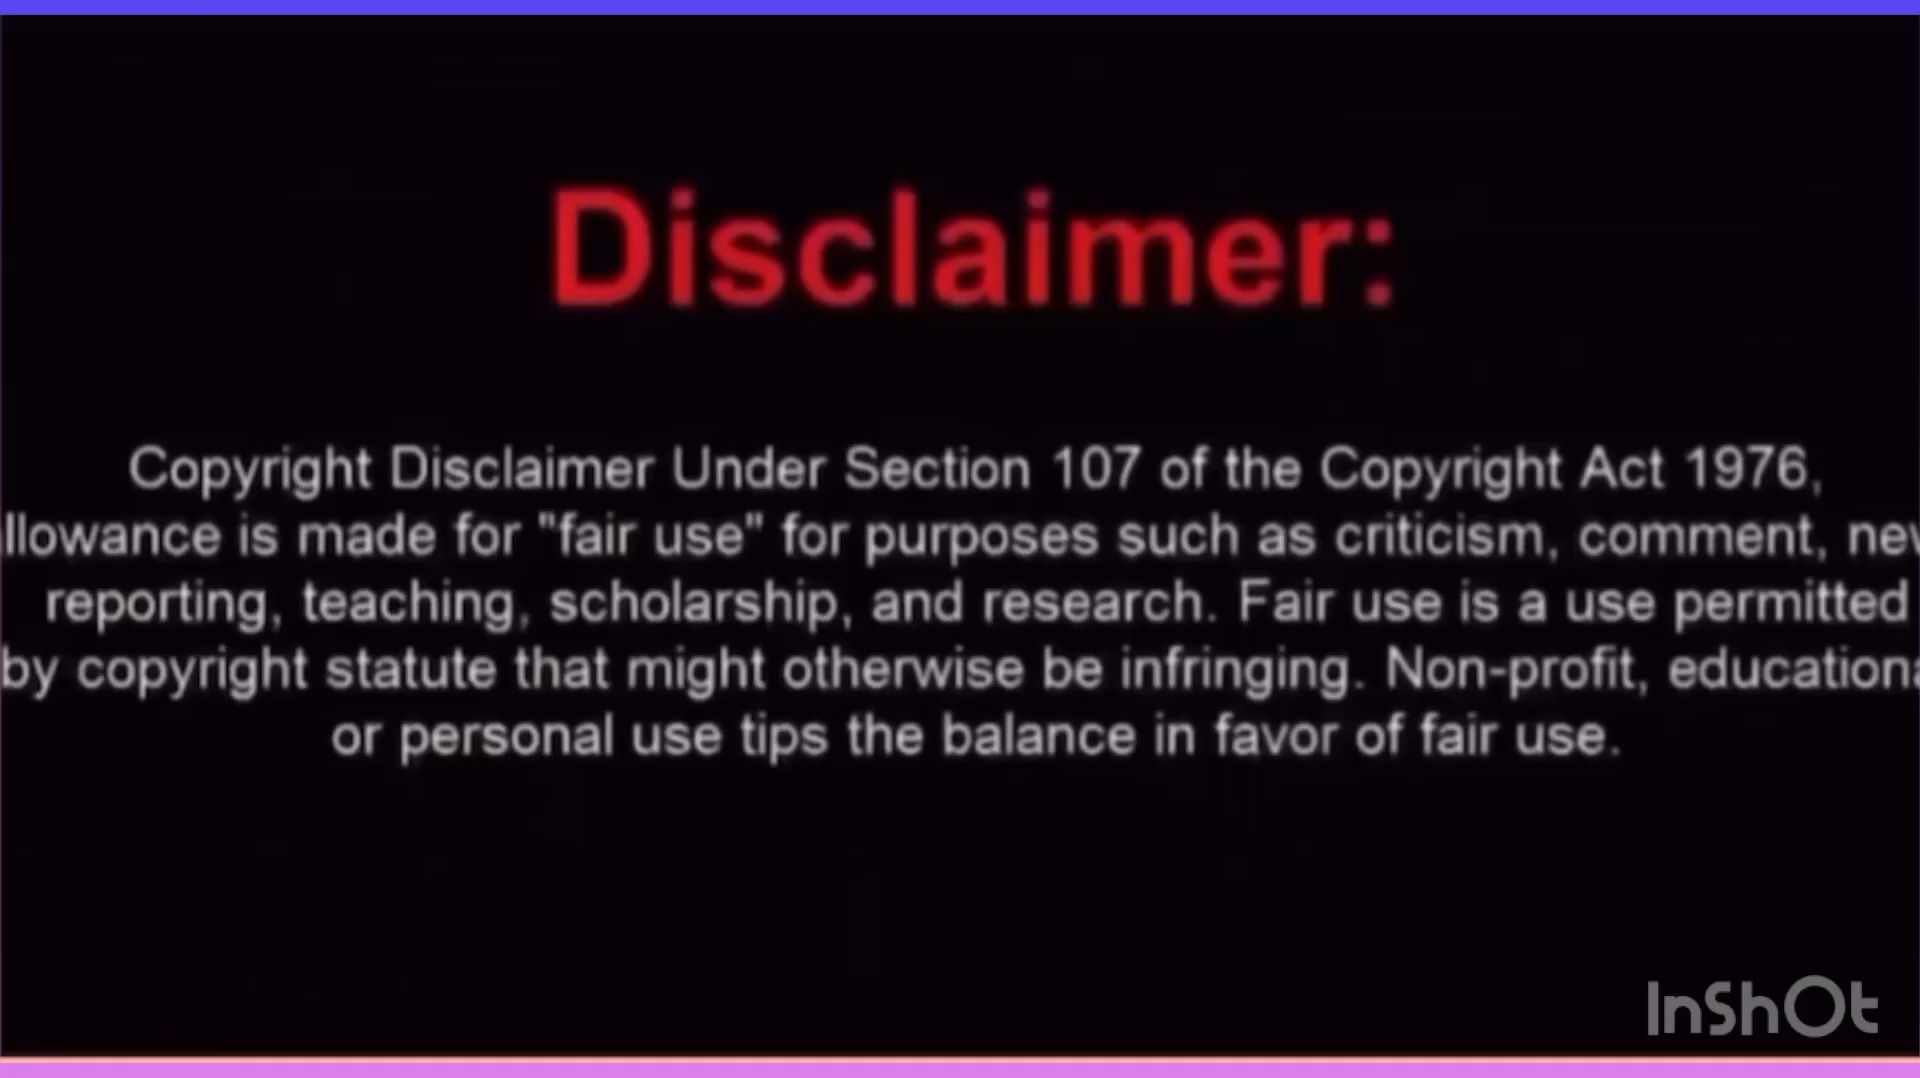 Disclaimer:
Copyright Disclaimer Under Section 107 of the Copyright Act 1976,
llowance is made for "fair use" for purposes such as criticism, comment, new
reporting, teaching, scholarship, and research. Fair use is a use permitted
by copyright statute that might otherwise be infringing. Non-profit, educationa
or personal use tips the balance in favor of fair use.
InShOt